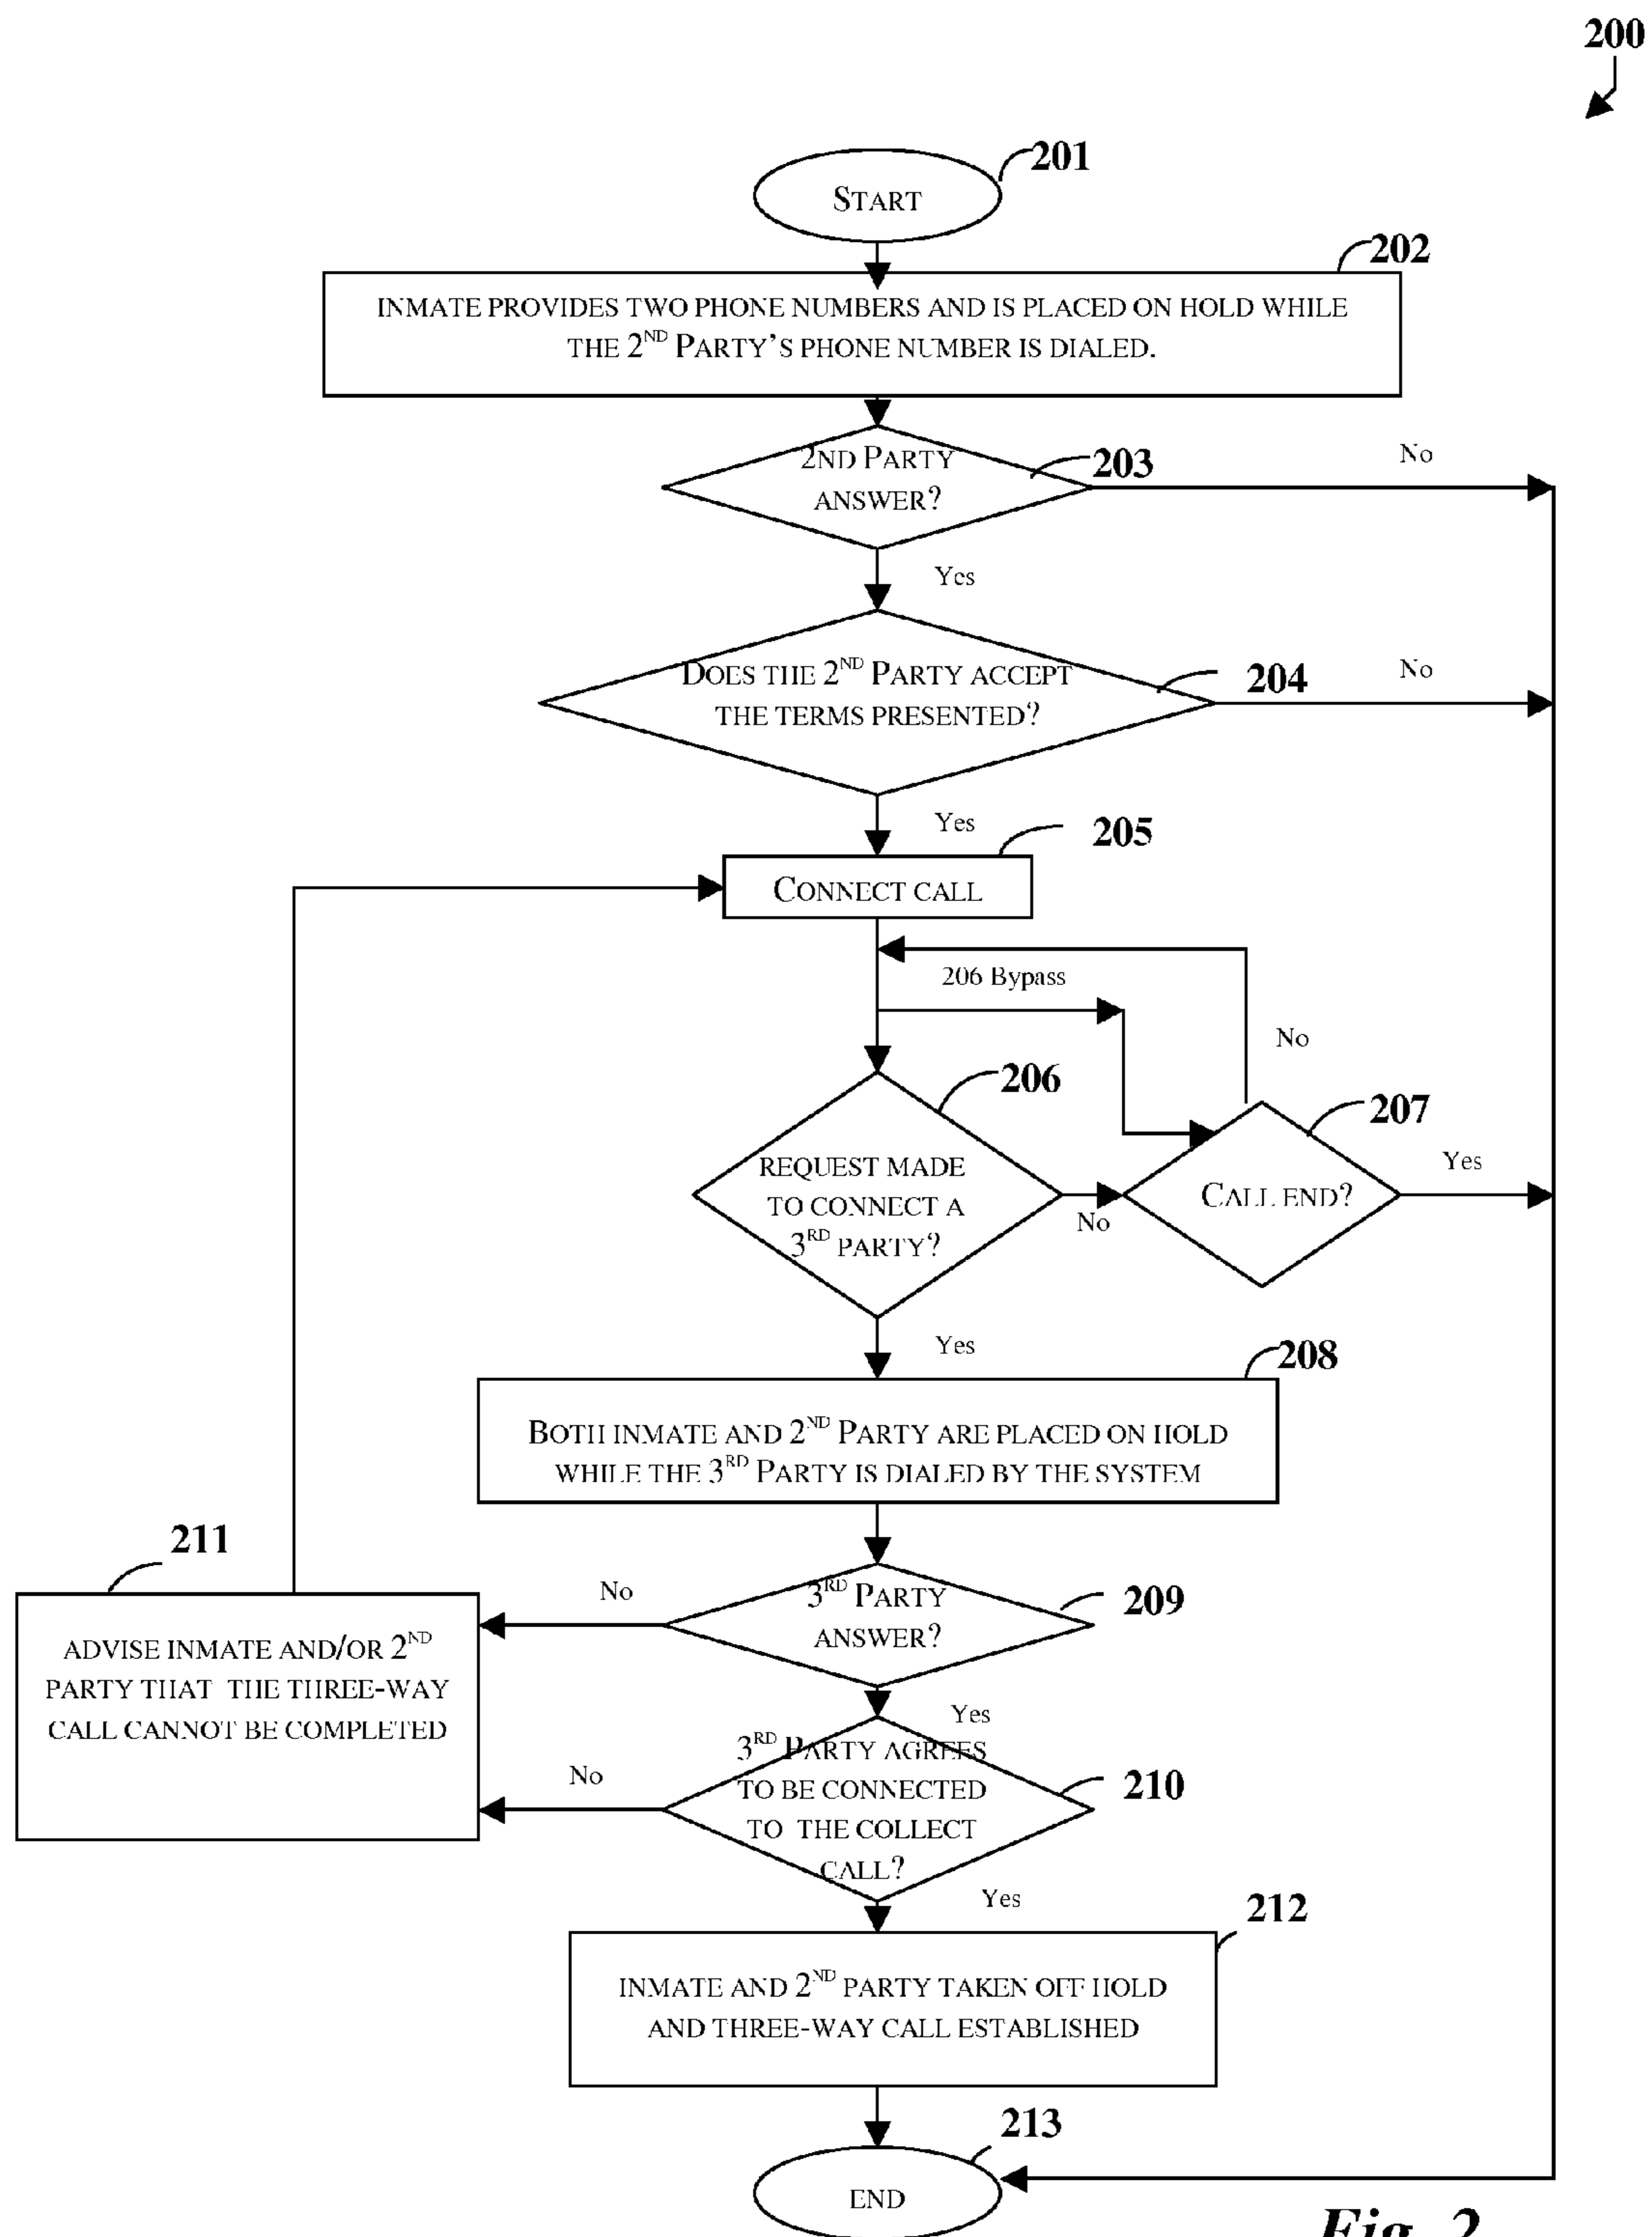 200
201
START
202
INMATE PROVIDES TWO PHONE NUMBERS AND IS PLACED ON HOLD WHILE
THE 2ND PARTY'S PHONE NUMBER IS DIALED.
2ND PARTY
ANSWER?
203
No
Yes
DOES THE 2ND PARTY ACCEPT
THE TERMS PRESENTED?
204
No
Yes
205
CONNECT CALL
206 Bypass
No
206
207
REQUEST MADE
TO CONNECT A
3RD PARTY?
No
CALL END?
Yes
Yes
208
BOTH INMATE AND 2ND PARTY ARE PLACED ON HOLD
WHILE THE 3RD PARTY IS DIALED BY THE SYSTEM
211
No
3RD PARTY
ANSWER?
209
ADVISE INMATE AND/OR 2ND
PARTY THAT THE THREE-WAY
CALL CANNOT BE COMPLETED
Yes
3RD PARTY AGREES
TO BE CONNECTED
TO THE COLLECT
CALL?
No
210
Yes
212
INMATE AND 2ND PARTY TAKEN OFF HOLD
AND THREE-WAY CALL ESTABLISHED
213
END
Fig. 2